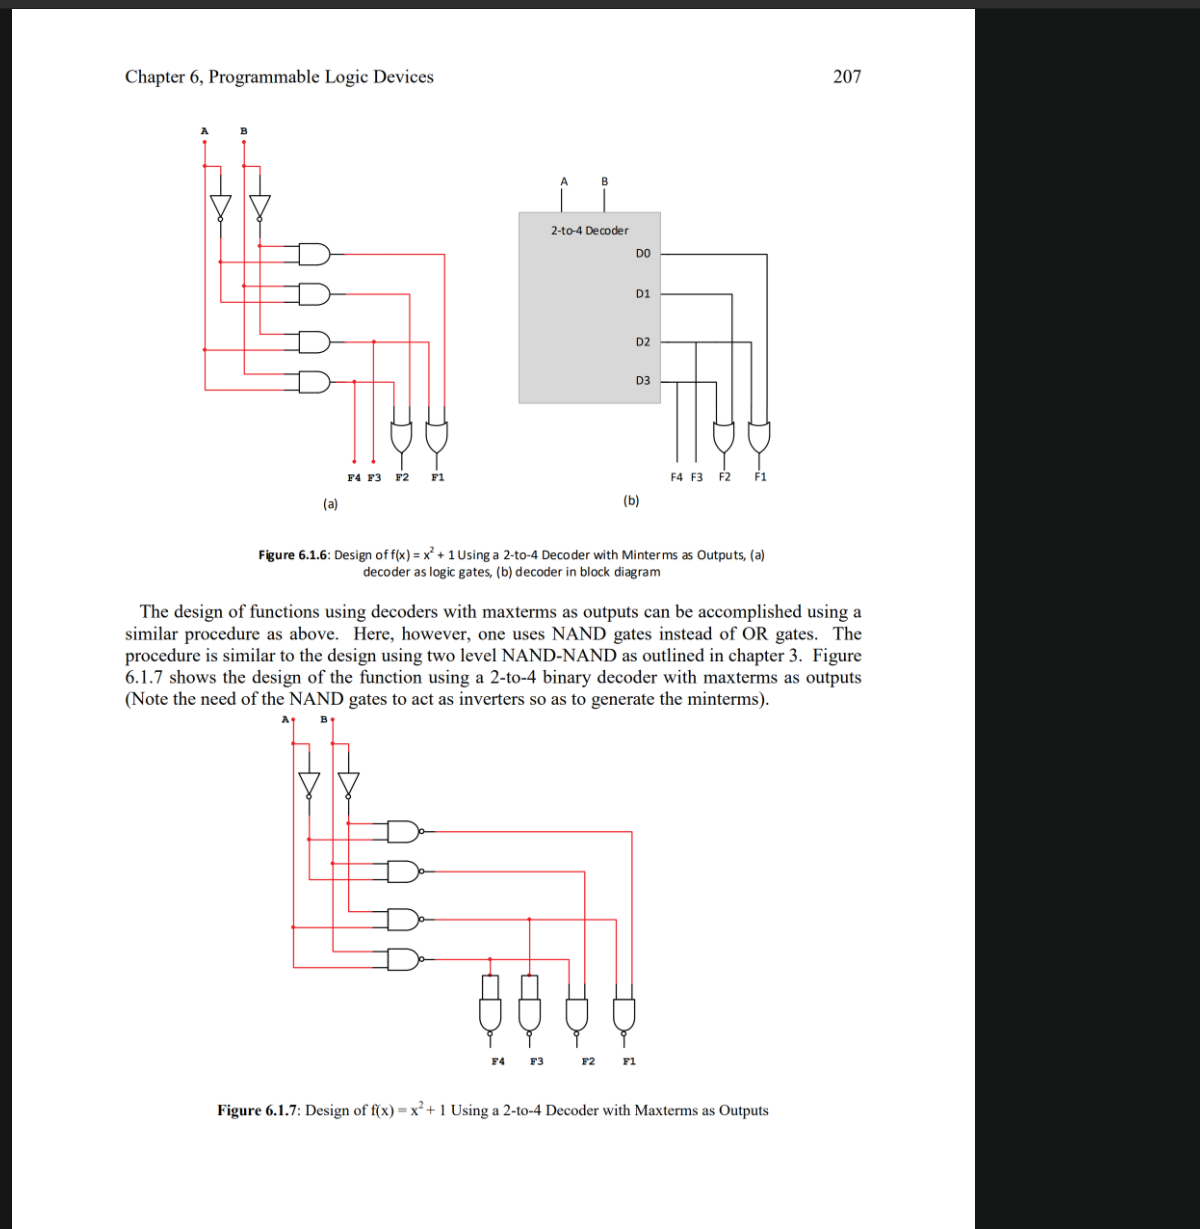 Chapter 6, Programmable Logic Devices 207
A B
A B
2-to-4 Decoder
D0
D1
D2
D3
F4 F3 F2 F1
F4 F3 F2 F1
(a)
(b)
Figure 6.1.6: Design of f(x) = x² + 1 Using a 2-to-4 Decoder with Minterms as Outputs, (a)
decoder as logic gates, (b) decoder in block diagram
The design of functions using decoders with maxterms as outputs can be accomplished using a
similar procedure as above. Here, however, one uses NAND gates instead of OR gates. The
procedure is similar to the design using two level NAND-NAND as outlined in chapter 3. Figure
6.1.7 shows the design of the function using a 2-to-4 binary decoder with maxterms as outputs
(Note the need of the NAND gates to act as inverters so as to generate the minterms).
A B
F4 F3 F2 F1
Figure 6.1.7: Design of f(x) = x² + 1 Using a 2-to-4 Decoder with Maxterms as Outputs